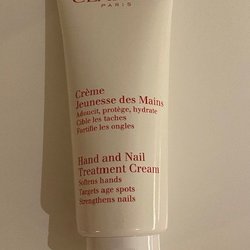 PARIS
Crème
Jeunesse des Mains
Adoucit, protège, hydrate
Cible les taches
Fortifie les ongles
Hand and Nail
Treatment Cream
Softens hands
Targets age spots
Strengthens nails